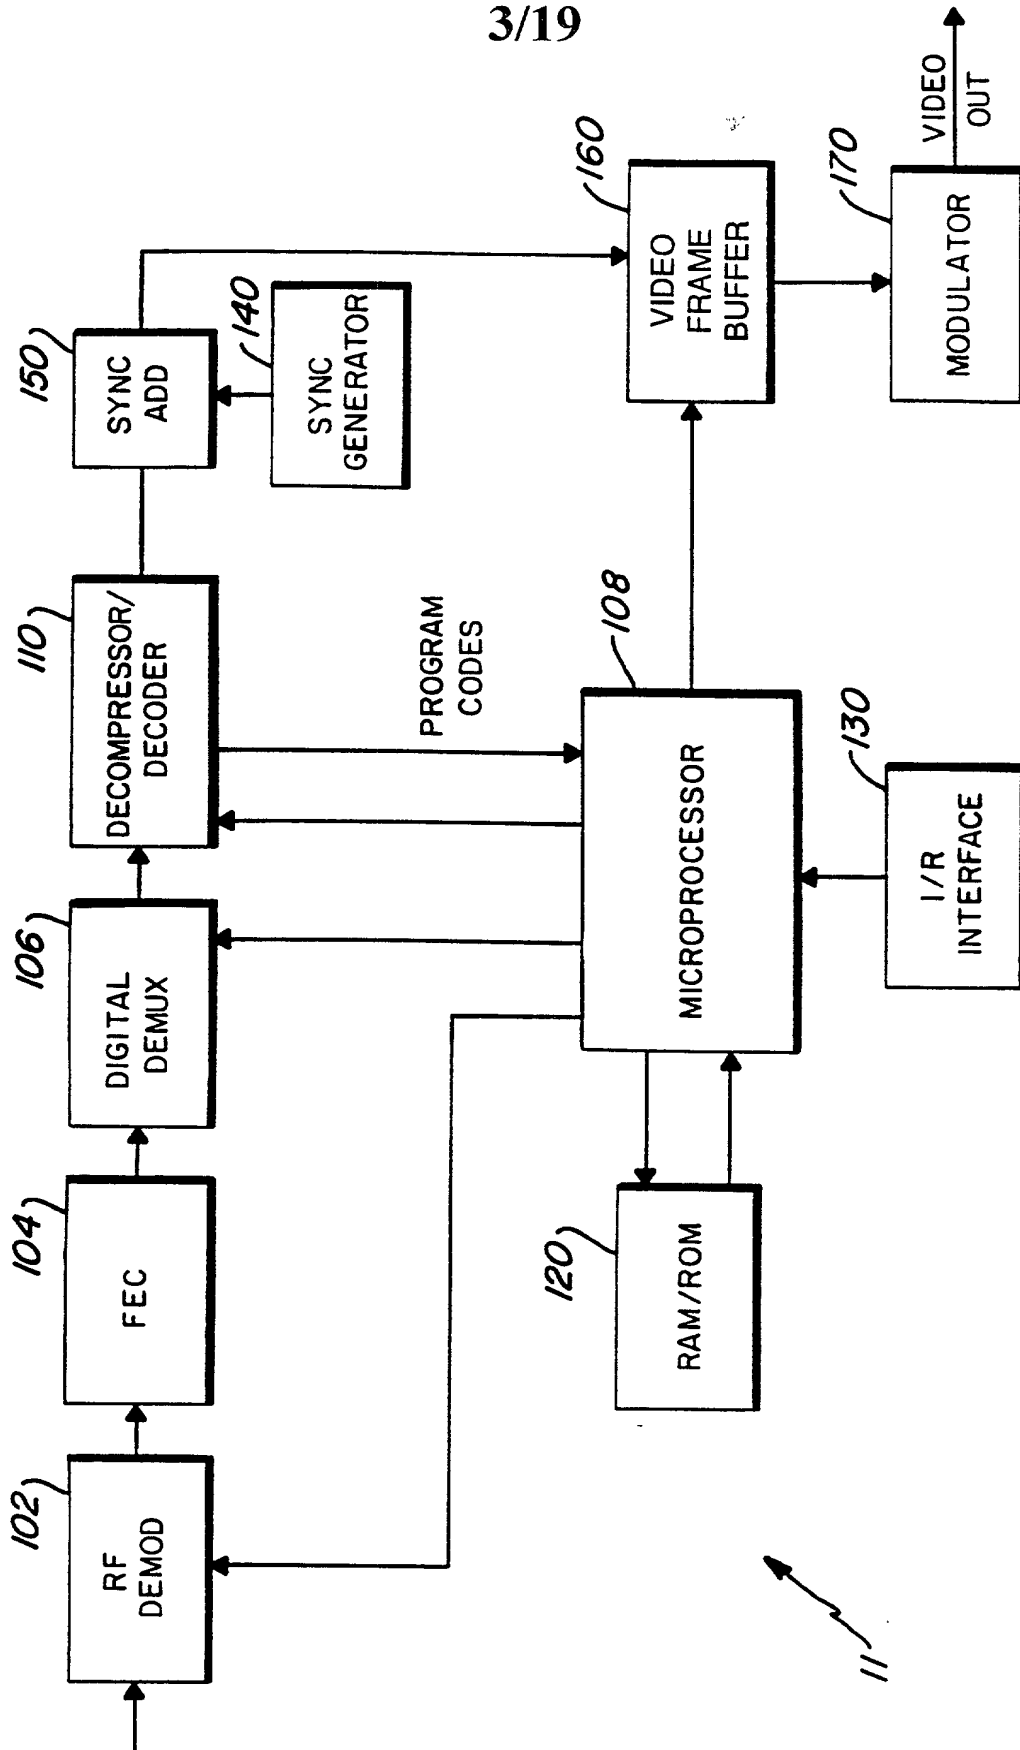 3/19
102
RF
DEMOD
104
FEC
106
DIGITAL
DEMUX
110
DECOMPRESSOR/
DECODER
150
SYNC
ADD
140
SYNC
GENERATOR
PROGRAM
CODES
108
MICROPROCESSOR
120
RAM/ROM
130
I/R
INTERFACE
160
VIDEO
FRAME
BUFFER
170
MODULATOR
VIDEO
OUT
11